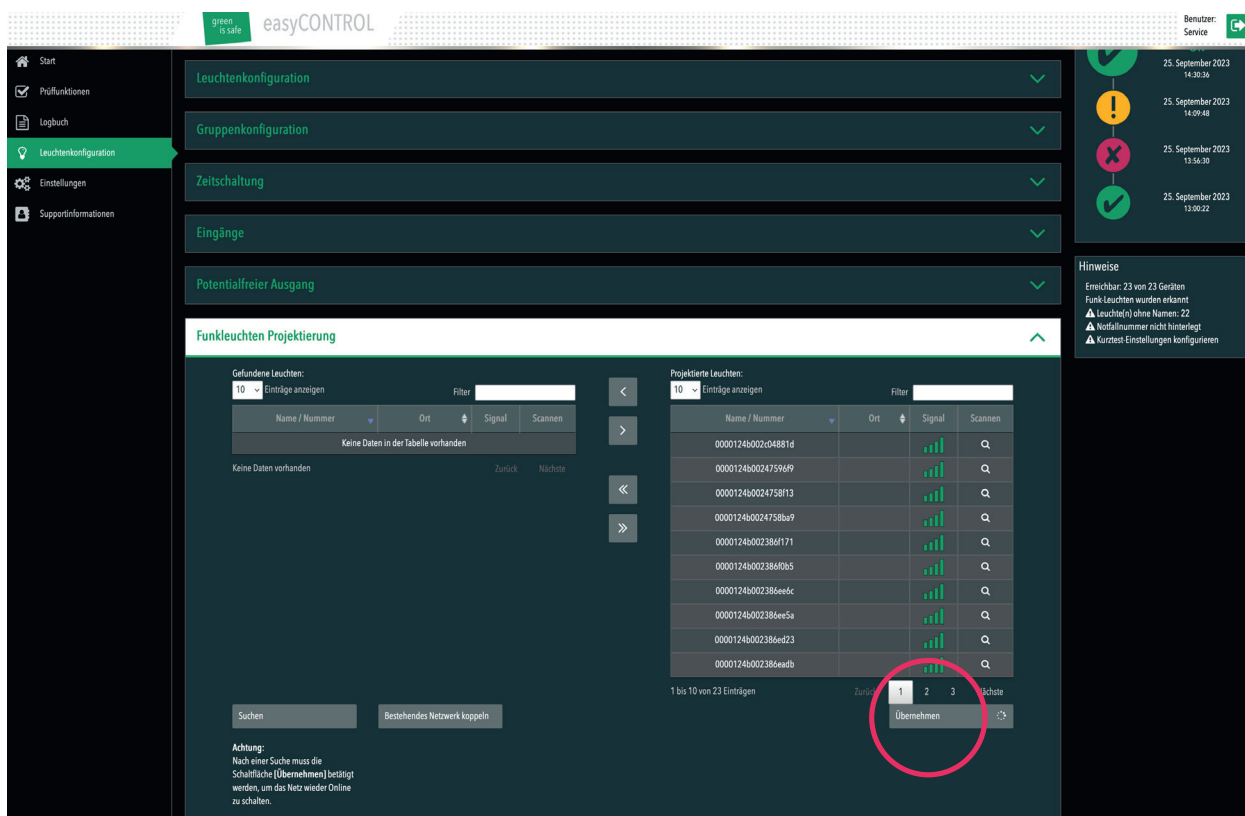 green
is safe
easyCONTROL
Benutzer:
Service
Start
Prüffunktionen
Logbuch
Leuchtenkonfiguration
Einstellungen
Supportinformationen
Leuchtenkonfiguration
Gruppenkonfiguration
Zeitschaltung
Eingänge
Potentialfreier Ausgang
Funkleuchten Projektierung
Gefundene Leuchten:
10 Einträge anzeigen
Filter
Name / Nummer Ort Signal Scannen
Keine Daten in der Tabelle vorhanden
Keine Daten vorhanden Zurück Nächste
Suchen
Bestehendes Netzwerk koppeln
Achtung:
Nach einer Suche muss die
Schaltfläche [Übernehmen] betätigt
werden, um das Netz wieder Online
zu schalten.
Projektierte Leuchten:
10 Einträge anzeigen
Filter
Name / Nummer Ort Signal Scannen
0000124b002c04881d
0000124b00247596f9
0000124b0024758f13
0000124b0024758ba9
0000124b002386f171
0000124b002386f0b5
0000124b002386ee6c
0000124b002386ee5a
0000124b002386ed23
0000124b002386eadb
1 bis 10 von 23 Einträgen Zurück 1 2 3 Nächste
Übernehmen
25. September 2023
14:30:36
25. September 2023
14:09:48
25. September 2023
13:56:30
25. September 2023
13:00:22
Hinweise
Erreichbar: 23 von 23 Geräten
Funk-Leuchten wurden erkannt
Leuchte(n) ohne Namen: 22
Notfallnummer nicht hinterlegt
Kurztest-Einstellungen konfigurieren